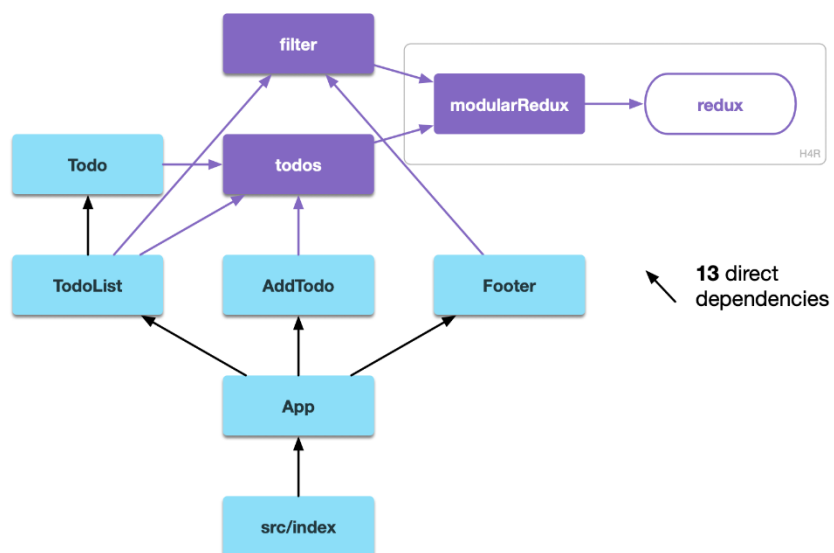 filter
modularRedux
redux
H4R
Todo
todos
TodoList
AddTodo
Footer
13 direct
dependencies
App
src/index